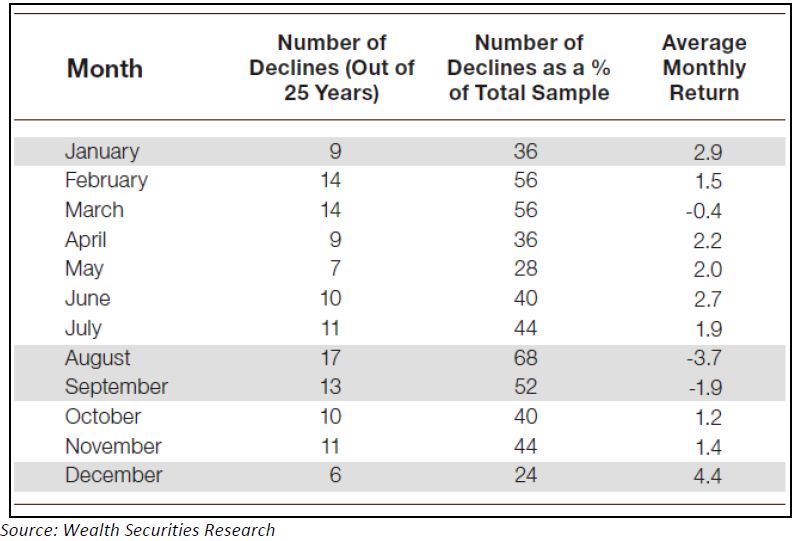 Month Number of Declines (Out of 25 Years) Number of Declines as a % of Total Sample Average Monthly Return
January 9 36 2.9
February 14 56 1.5
March 14 56 -0.4
April 9 36 2.2
May 7 28 2.0
June 10 40 2.7
July 11 44 1.9
August 17 68 -3.7
September 13 52 -1.9
October 10 40 1.2
November 11 44 1.4
December 6 24 4.4
Source: Wealth Securities Research